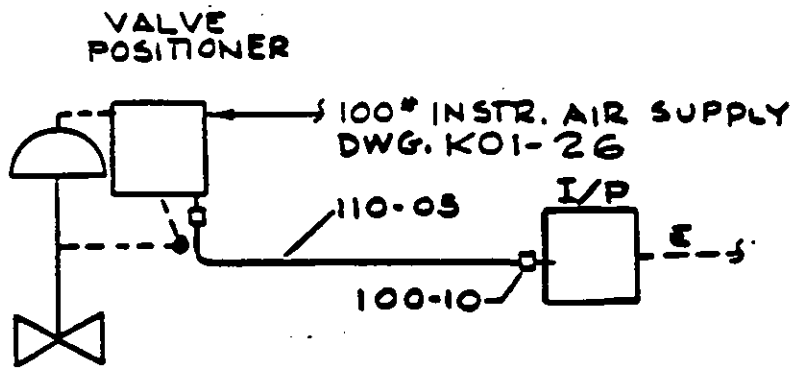 VALVE
POSITIONER
100# INSTR. AIR SUPPLY
DWG. K01-26
I/P
110-05
E
100-10